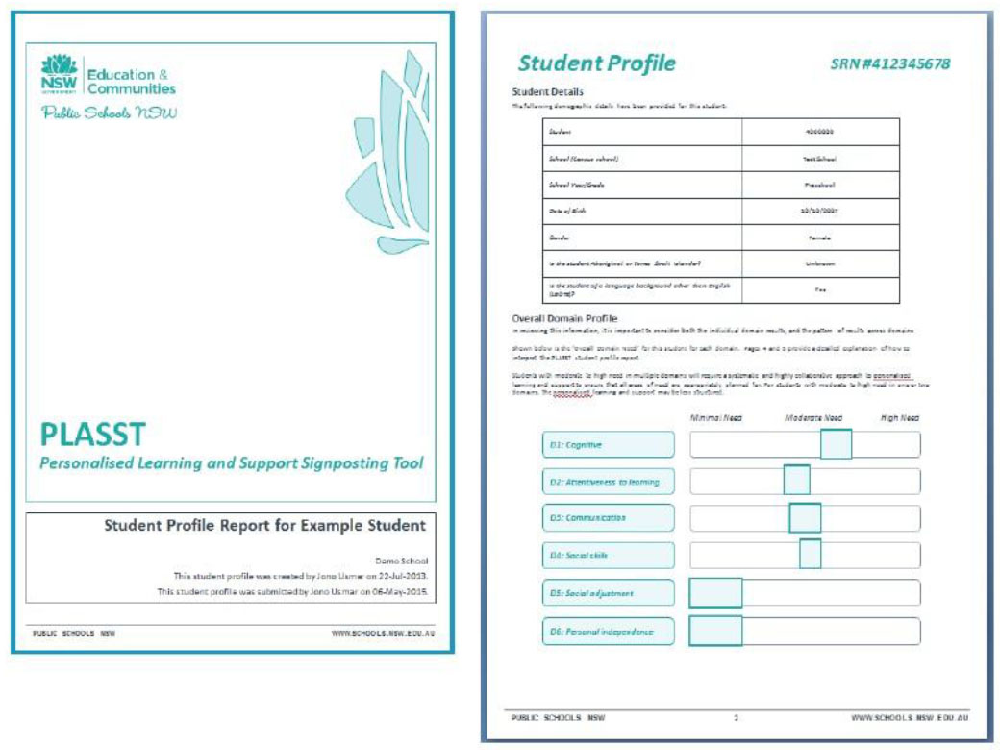 NSW
GOVERNMENT
Education &
Communities
Public Schools NSW
PLASST
Personalised Learning and Support Signposting Tool
Student Profile Report for Example Student
Demo School
This student profile was created by Jono Usmar on 22-Jul-2013.
This student profile was submitted by Jono Usmar on 06-May-2015.
PUBLIC SCHOOLS NSW WWW.SCHOOLS.NSW.EDU.AU
Student Profile SRN #412345678
Student Details
The following demographic details have been provided for this student:
Student
School (Census school) Test School
School Year/Grade Preschool
Date of Birth
Gender Female
Is the student Aboriginal or Torres Strait Islander? Unknown
Is the student of a language background other than English
(LBOTE)? Yes
Overall Domain Profile
In reviewing this information, it is important to consider both the individual domain results, and the pattern of results across domains
Shown below is the 'overall domain need' for this student for each domain. Pages 4 and 5 provide a detailed explanation of how to
interpret the PLASST student profile report
Students with moderate to high need in multiple domains will require a systematic and highly collaborative approach to personalised
learning and support to ensure that all areas of need are appropriately planned for. For students with moderate to high need in one or two
domains. The personalised learning and support may be less structured.
Minimal Need Moderate Need High Need
D1: Cognitive
D2: Attentiveness to learning
D3: Communication
D4: Social skills
D5: Social adjustment
D6: Personal independence
PUBLIC SCHOOLS NSW WWW.SCHOOLS.NSW.EDU.AU